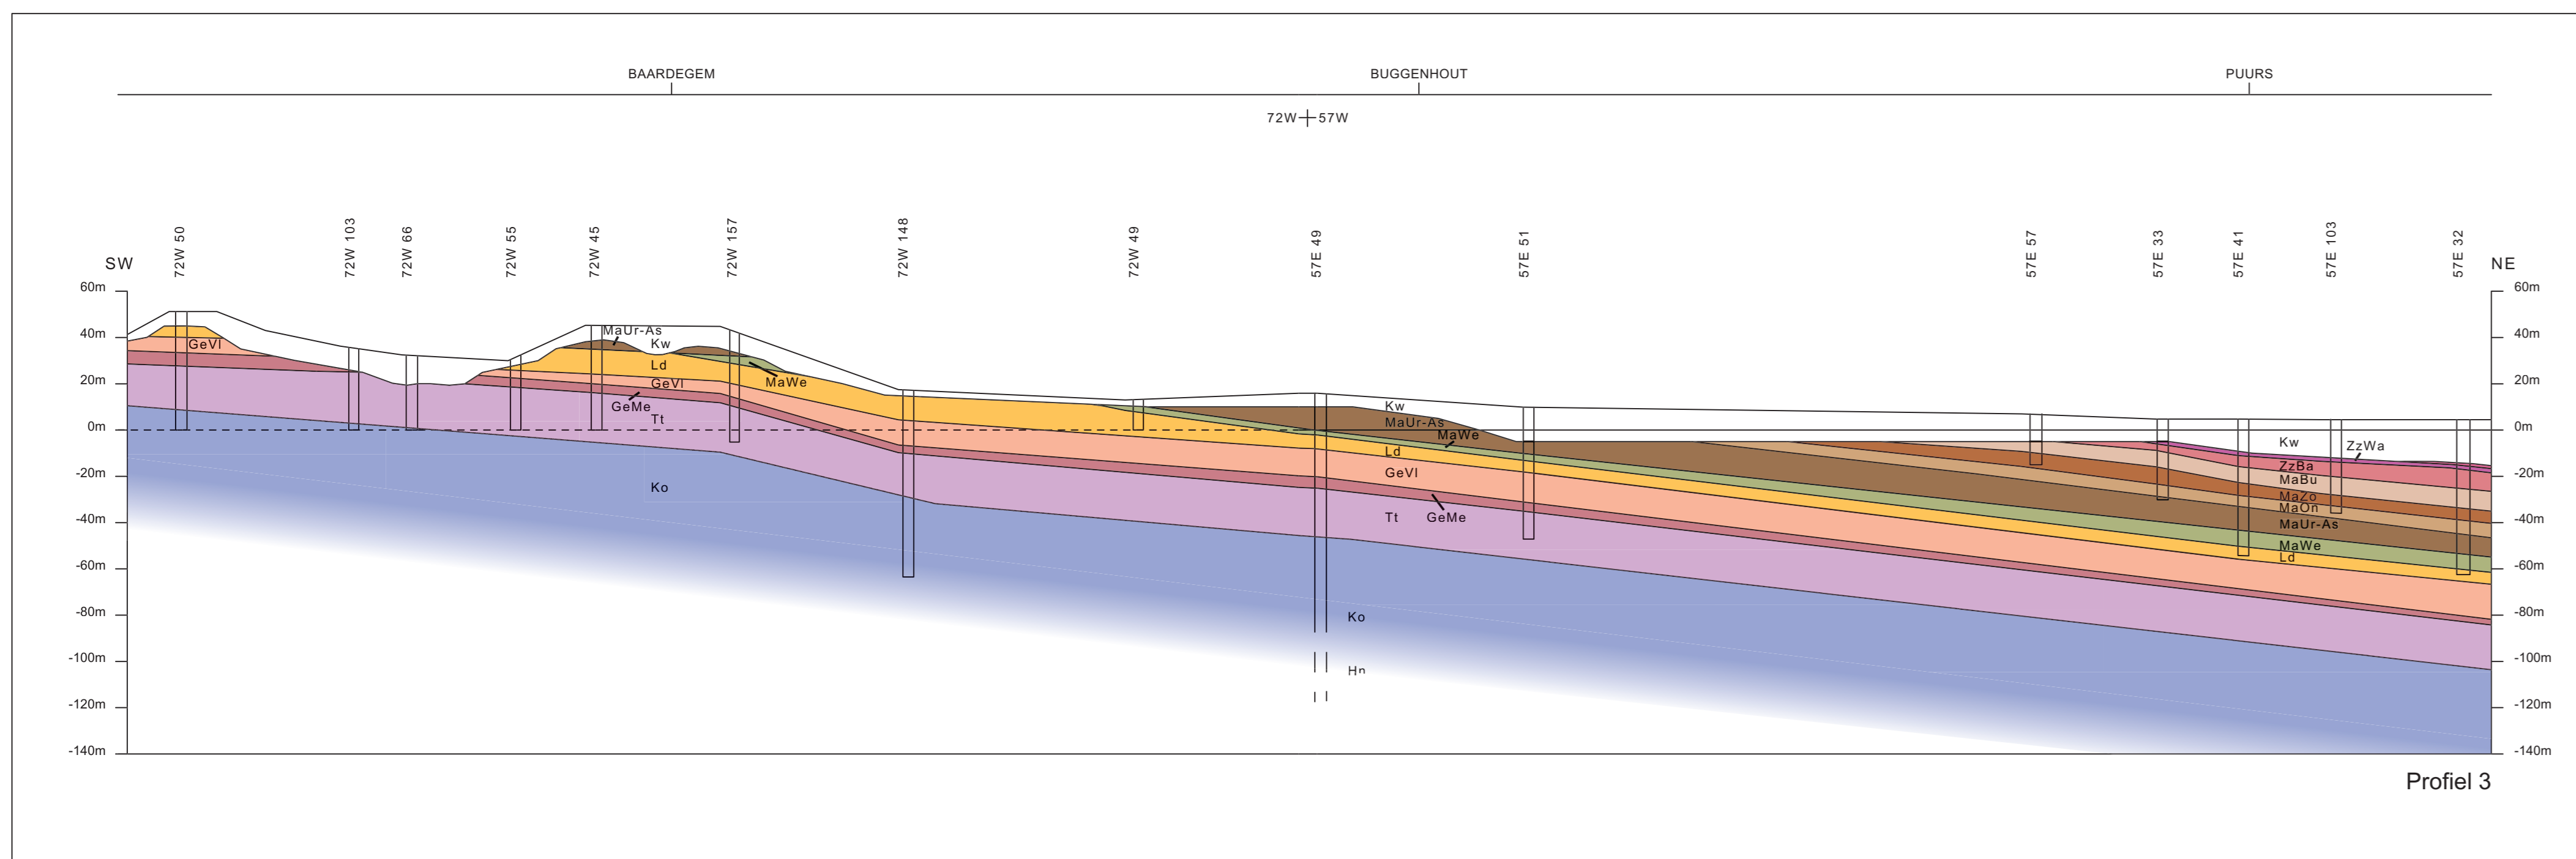 BAARDEGEM BUGGENHOUT PUURS
72W 57W
72W 50 72W 103 72W 66 72W 55 72W 45 72W 157 72W 148 72W 49 57E 49 57E 51 57E 57 57E 33 57E 41 57E 103 57E 32
SW NE
60m 60m
40m 40m
20m 20m
0m 0m
-20m -20m
-40m -40m
-60m -60m
-80m -80m
-100m -100m
-120m -120m
-140m -140m
GeVl
MaUr-As
Kw
Ld
GeVl
MaWe
GeMe
Tt
Ko
Kw
MaUr-As
MaWe
Ld
GeVl
Tt GeMe
Ko
Hn
Kw ZzWa
ZzBa
MaBu
MaZo
MaOn
MaUr-As
MaWe
Ld
Profiel 3